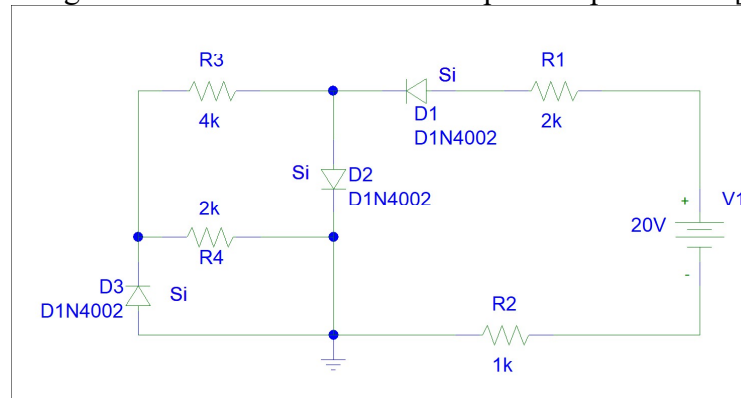 R3
Si
R1
4k
D1
D1N4002
2k
Si
D2
D1N4002
2k
R4
+
V1
20V
-
D3
D1N4002
Si
R2
1k